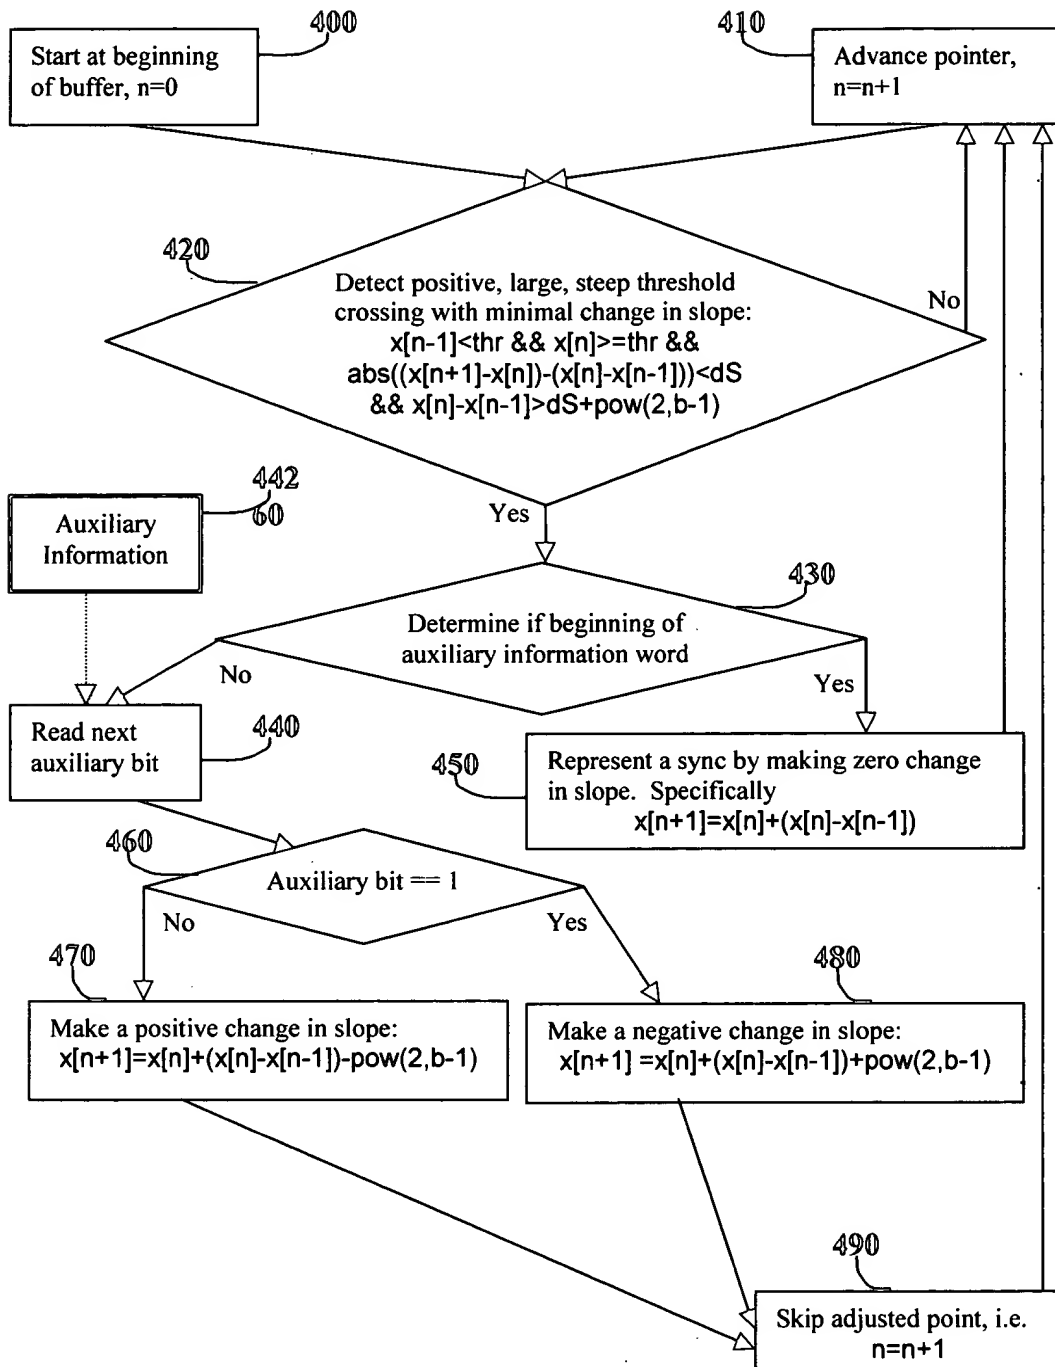 400
Start at beginning
of buffer, n=0
410
Advance pointer,
n=n+1
420
Detect positive, large, steep threshold
crossing with minimal change in slope:
x[n-1]<thr && x[n]>=thr &&
abs((x[n+1]-x[n])-(x[n]-x[n-1]))<dS
&& x[n]-x[n-1]>dS+pow(2,b-1)
No
Yes
442
60
Auxiliary
Information
430
Determine if beginning of
auxiliary information word
No
Yes
Read next
auxiliary bit
440
450
Represent a sync by making zero change
in slope. Specifically
x[n+1]=x[n]+(x[n]-x[n-1])
460
Auxiliary bit == 1
No
Yes
470
Make a positive change in slope:
x[n+1]=x[n]+(x[n]-x[n-1])-pow(2,b-1)
480
Make a negative change in slope:
x[n+1] =x[n]+(x[n]-x[n-1])+pow(2,b-1)
490
Skip adjusted point, i.e.
n=n+1